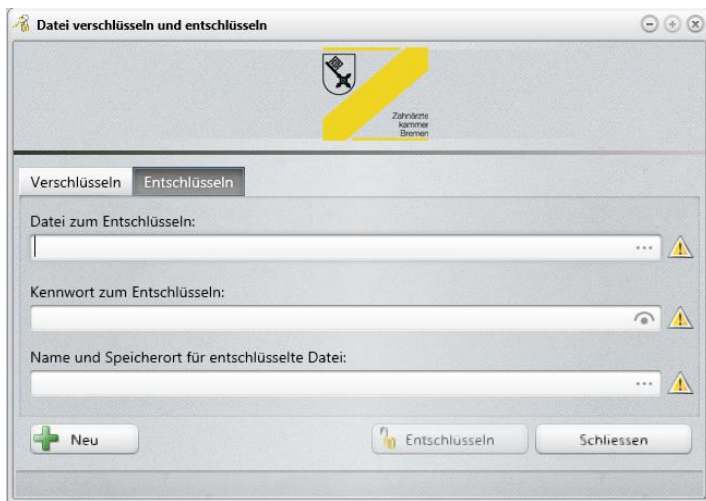 Datei verschlüsseln und entschlüsseln
Zahnärzte
kammer
Bremen
Verschlüsseln Entschlüsseln
Datei zum Entschlüsseln:
Kennwort zum Entschlüsseln:
Name und Speicherort für entschlüsselte Datei:
Neu Entschlüsseln Schliessen